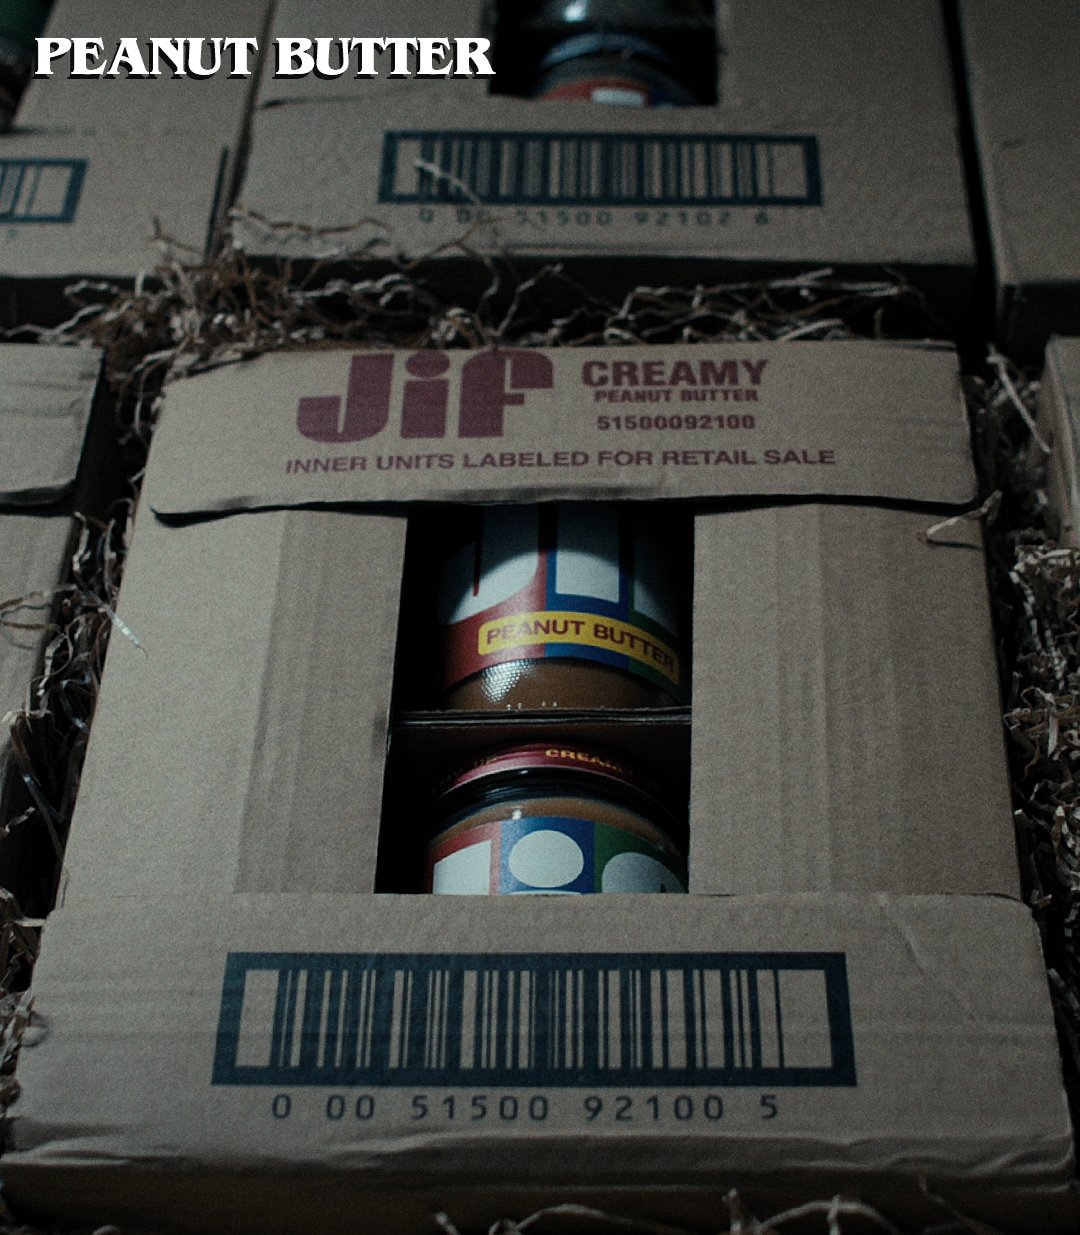 PEANUT BUTTER
0 00 51500 92102 6
Jif CREAMY
PEANUT BUTTER
51500092100
INNER UNITS LABELED FOR RETAIL SALE
PEANUT BUTTER
CREAMY
Jif
0 00 51500 92100 5